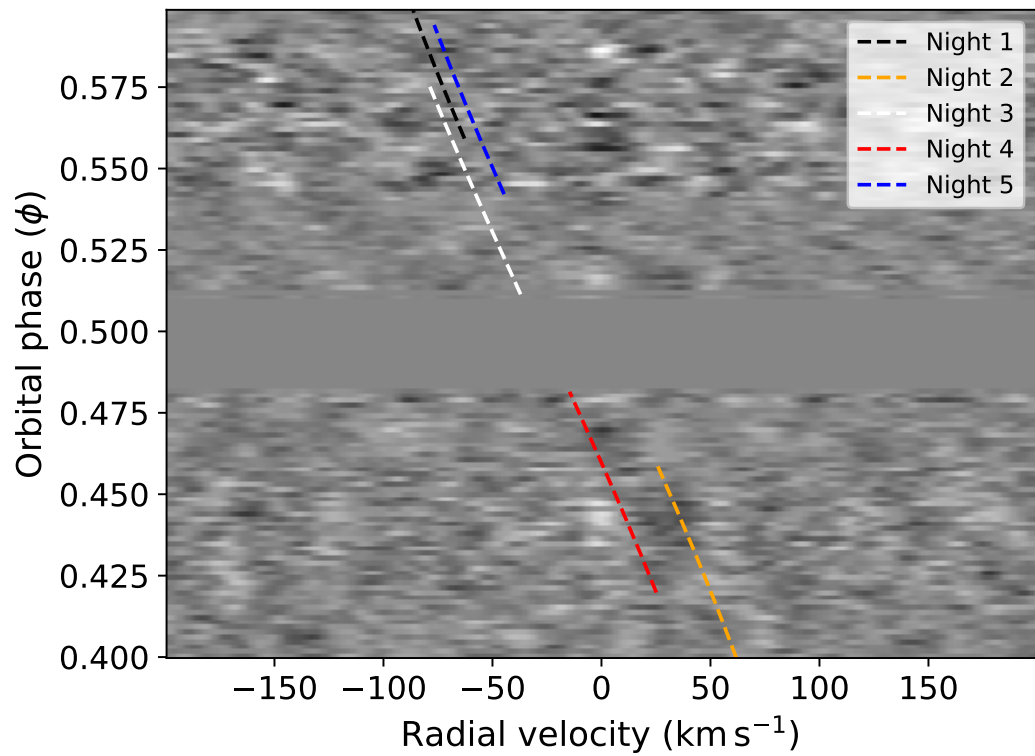 Night 1
Night 2
Night 3
Night 4
Night 5
Orbital phase (ϕ)
0.575
0.550
0.525
0.500
0.475
0.450
0.425
0.400
−150 −100 −50 0 50 100 150
Radial velocity (km s⁻¹)